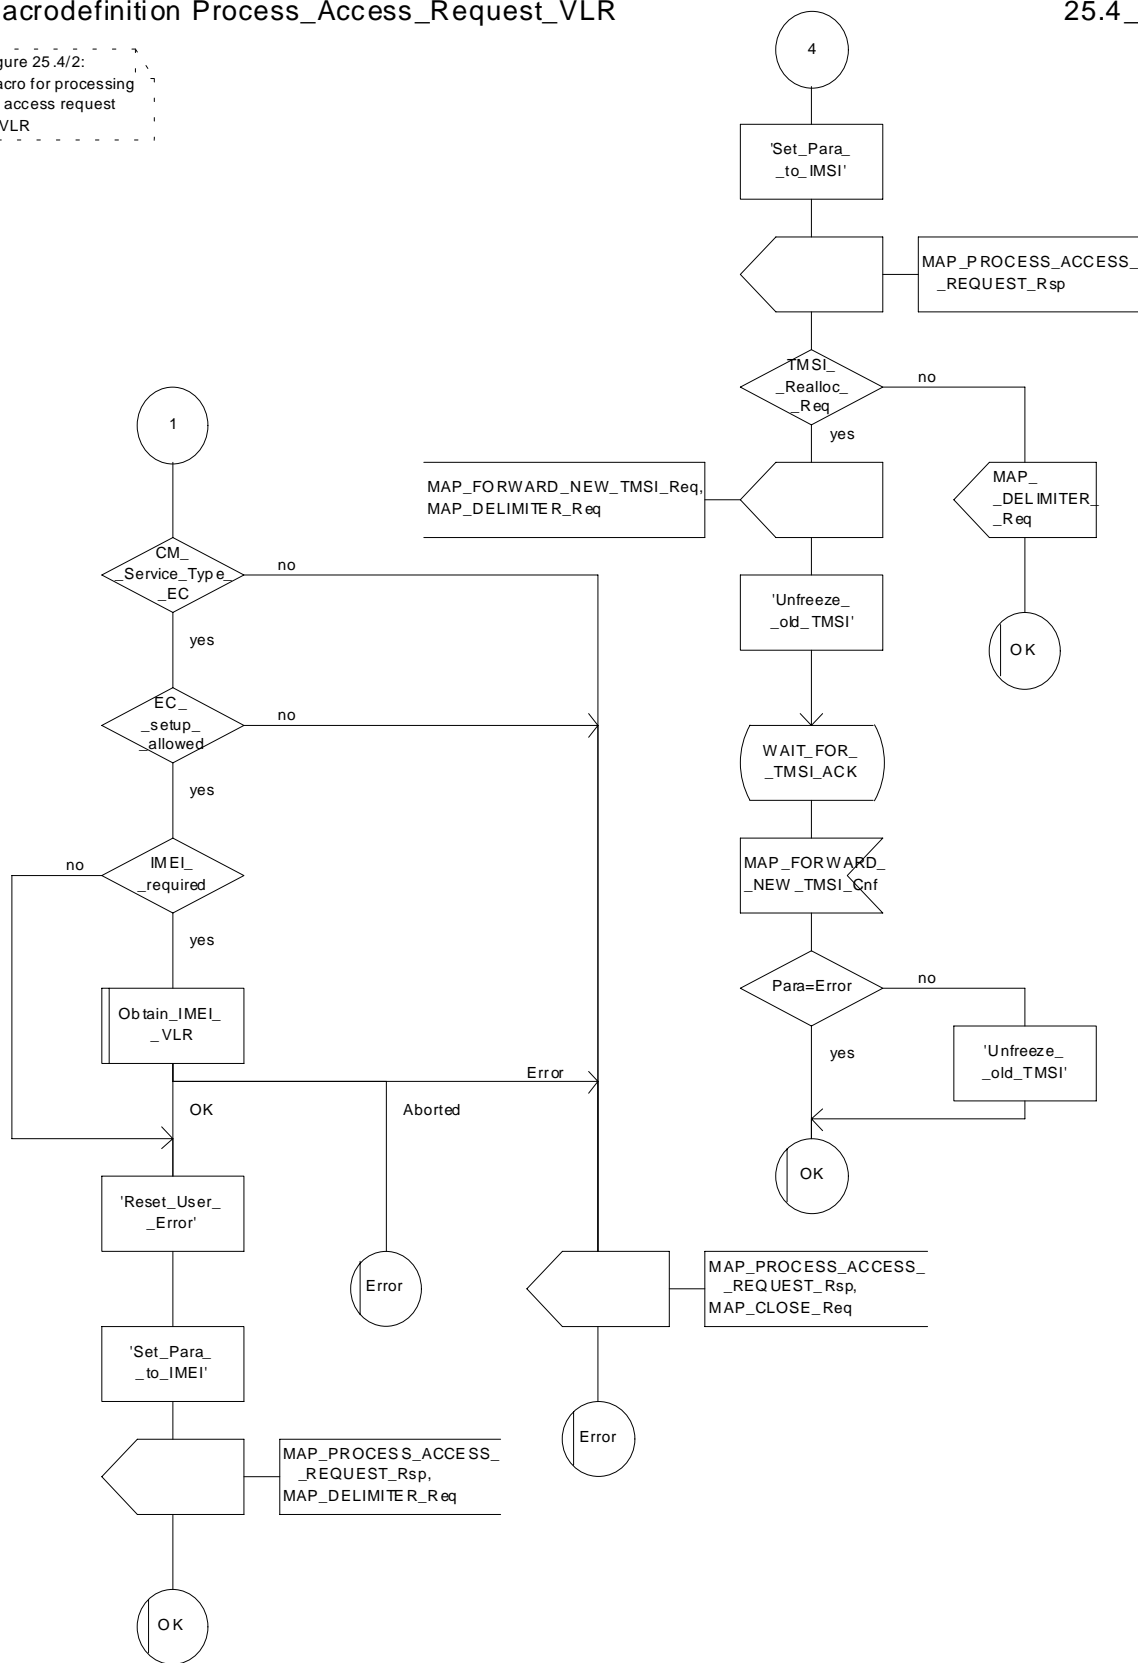 acrodefinition Process_Access_Request_VLR
25.4_
gure 25.4/2:
acro for processing
access request
VLR
4
'Set_Para_
_to_IMSI'
MAP_PROCESS_ACCESS_
_REQUEST_Rsp
TMSI_
_Realloc_
_Req
no
yes
MAP_FORWARD_NEW_TMSI_Req,
MAP_DELIMITER_Req
MAP_
_DELIMITER_
_Req
'Unfreeze_
_old_TMSI'
OK
WAIT_FOR_
_TMSI_ACK
MAP_FORWARD_
_NEW_TMSI_Cnf
Para=Error
no
yes
'Unfreeze_
_old_TMSI'
OK
1
CM_
_Service_Type_
_EC
no
yes
EC_
_setup_
_allowed
no
yes
IMEI_
_required
no
yes
Obtain_IMEI_
_VLR
Error
OK
Aborted
'Reset_User_
_Error'
Error
MAP_PROCESS_ACCESS_
_REQUEST_Rsp,
MAP_CLOSE_Req
Error
'Set_Para_
_to_IMEI'
MAP_PROCESS_ACCESS_
_REQUEST_Rsp,
MAP_DELIMITER_Req
OK